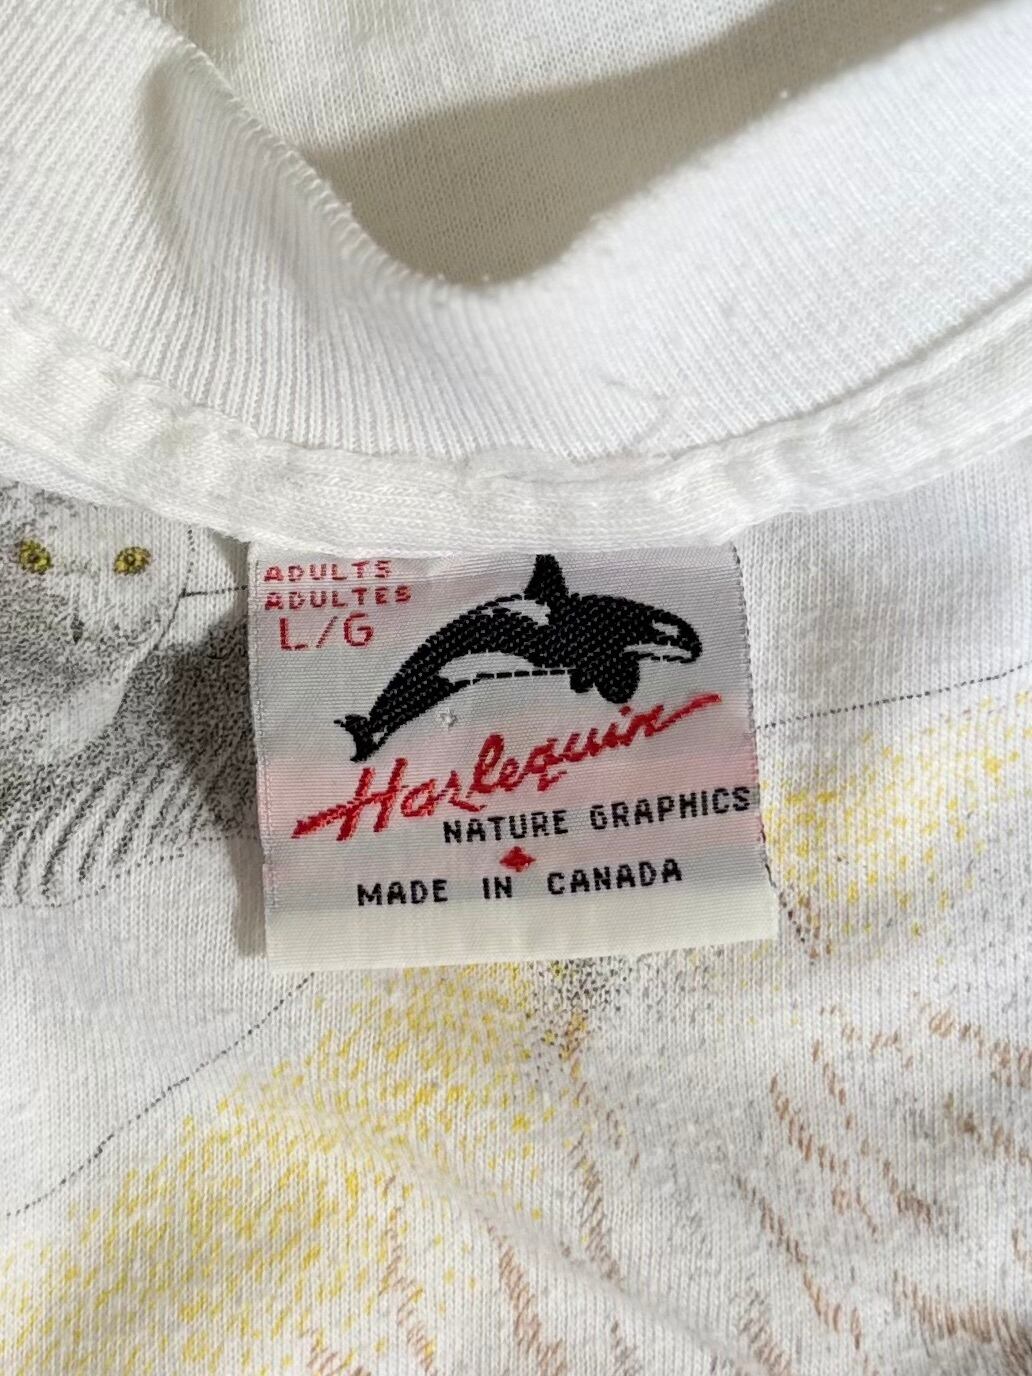 ADULTS
ADULTES
L/G
Harlequin
NATURE GRAPHICS
MADE IN CANADA